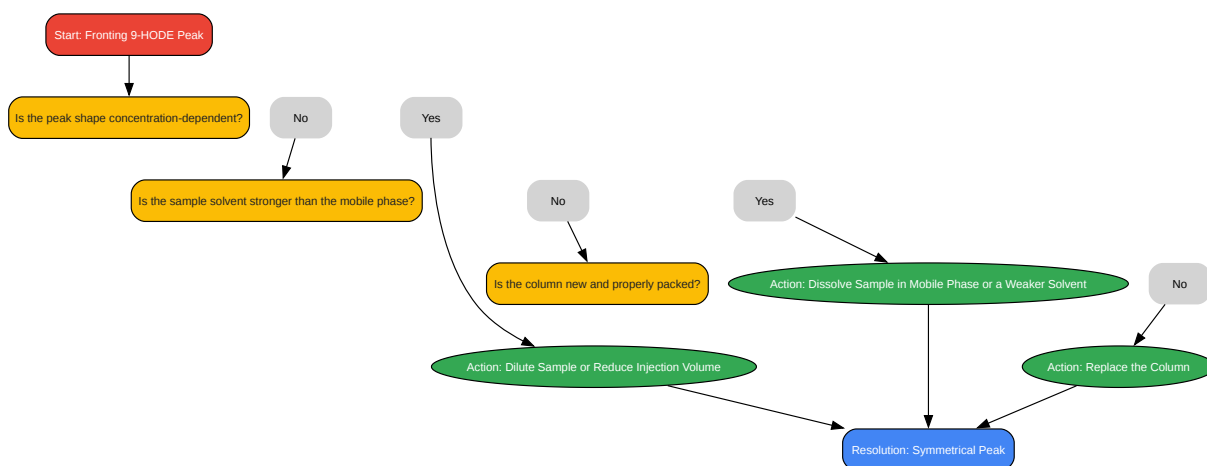 Start: Fronting 9-HODE Peak
Is the peak shape concentration-dependent?
No
Yes
Is the sample solvent stronger than the mobile phase?
No
Yes
Is the column new and properly packed?
Action: Dissolve Sample in Mobile Phase or a Weaker Solvent
No
Action: Dilute Sample or Reduce Injection Volume
Action: Replace the Column
Resolution: Symmetrical Peak